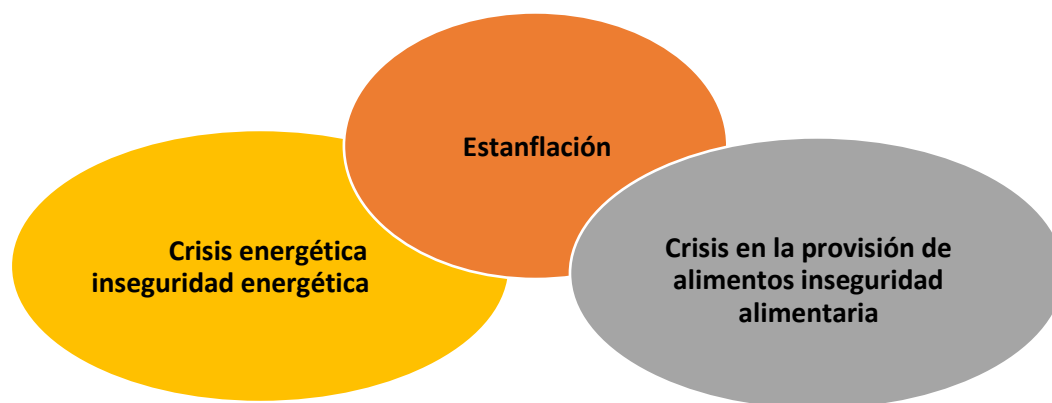 Estanflación
Crisis energética
inseguridad energética
Crisis en la provisión de
alimentos inseguridad
alimentaria